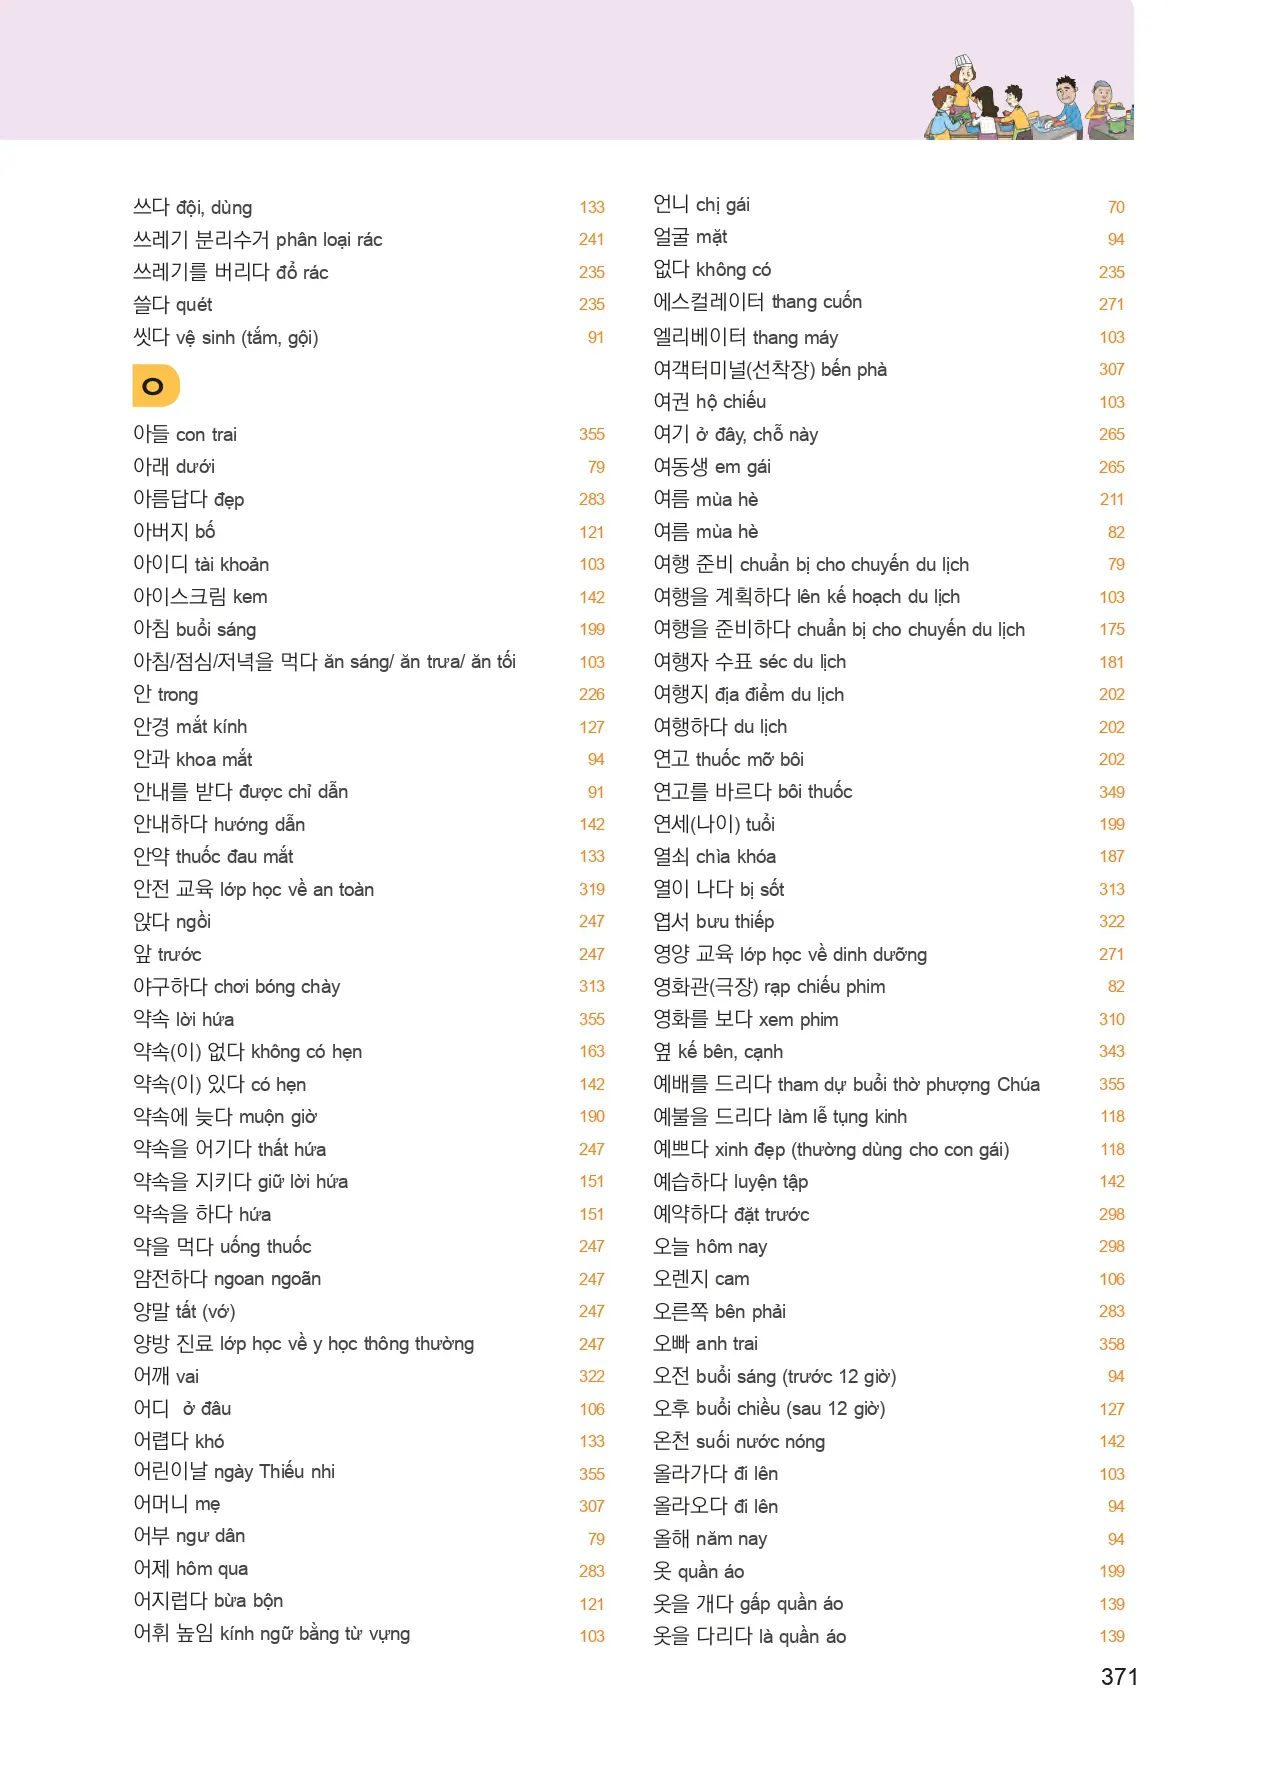 쓰다 đội, dùng 133
쓰레기 분리수거 phân loại rác 241
쓰레기를 버리다 đổ rác 235
쓸다 quét 235
씻다 vệ sinh (tắm, gội) 91
ㅇ
아들 con trai 355
아래 dưới 79
아름답다 đẹp 283
아버지 bố 121
아이디 tài khoản 103
아이스크림 kem 142
아침 buổi sáng 199
아침/점심/저녁을 먹다 ăn sáng/ ăn trưa/ ăn tối 103
안 trong 226
안경 mắt kính 127
안과 khoa mắt 94
안내를 받다 được chỉ dẫn 91
안내하다 hướng dẫn 142
안약 thuốc đau mắt 133
안전 교육 lớp học về an toàn 319
앉다 ngồi 247
앞 trước 247
야구하다 chơi bóng chày 313
약속 lời hứa 355
약속(이) 없다 không có hẹn 163
약속(이) 있다 có hẹn 142
약속에 늦다 muộn giờ 190
약속을 어기다 thất hứa 247
약속을 지키다 giữ lời hứa 151
약속을 하다 hứa 151
약을 먹다 uống thuốc 247
얌전하다 ngoan ngoãn 247
양말 tất (vớ) 247
양방 진료 lớp học về y học thông thường 247
어깨 vai 322
어디 ở đâu 106
어렵다 khó 133
어린이날 ngày Thiếu nhi 355
어머니 mẹ 307
어부 ngư dân 79
어제 hôm qua 283
어지럽다 bừa bộn 121
어휘 높임 kính ngữ bằng từ vựng 103
언니 chị gái 70
얼굴 mặt 94
없다 không có 235
에스컬레이터 thang cuốn 271
엘리베이터 thang máy 103
여객터미널(선착장) bến phà 307
여권 hộ chiếu 103
여기 ở đây, chỗ này 265
여동생 em gái 265
여름 mùa hè 211
여름 mùa hè 82
여행 준비 chuẩn bị cho chuyến du lịch 79
여행을 계획하다 lên kế hoạch du lịch 103
여행을 준비하다 chuẩn bị cho chuyến du lịch 175
여행자 수표 séc du lịch 181
여행지 địa điểm du lịch 202
여행하다 du lịch 202
연고 thuốc mỡ bôi 202
연고를 바르다 bôi thuốc 349
연세(나이) tuổi 199
열쇠 chìa khóa 187
열이 나다 bị sốt 313
엽서 bưu thiếp 322
영양 교육 lớp học về dinh dưỡng 271
영화관(극장) rạp chiếu phim 82
영화를 보다 xem phim 310
옆 kế bên, cạnh 343
예배를 드리다 tham dự buổi thờ phượng Chúa 355
예불을 드리다 làm lễ tụng kinh 118
예쁘다 xinh đẹp (thường dùng cho con gái) 118
예습하다 luyện tập 142
예약하다 đặt trước 298
오늘 hôm nay 298
오렌지 cam 106
오른쪽 bên phải 283
오빠 anh trai 358
오전 buổi sáng (trước 12 giờ) 94
오후 buổi chiều (sau 12 giờ) 127
온천 suối nước nóng 142
올라가다 đi lên 103
올라오다 đi lên 94
올해 năm nay 94
옷 quần áo 199
옷을 개다 gấp quần áo 139
옷을 다리다 là quần áo 139
371